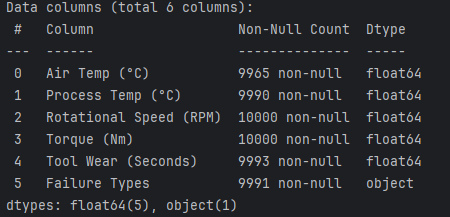 Data columns (total 6 columns):
 #   Column                  Non-Null Count  Dtype
---  ------                  --------------  -----
 0   Air Temp (°C)           9965 non-null   float64
 1   Process Temp (°C)       9990 non-null   float64
 2   Rotational Speed (RPM)  10000 non-null  float64
 3   Torque (Nm)             10000 non-null  float64
 4   Tool Wear (Seconds)     9993 non-null   float64
 5   Failure Types           9991 non-null   object
dtypes: float64(5), object(1)